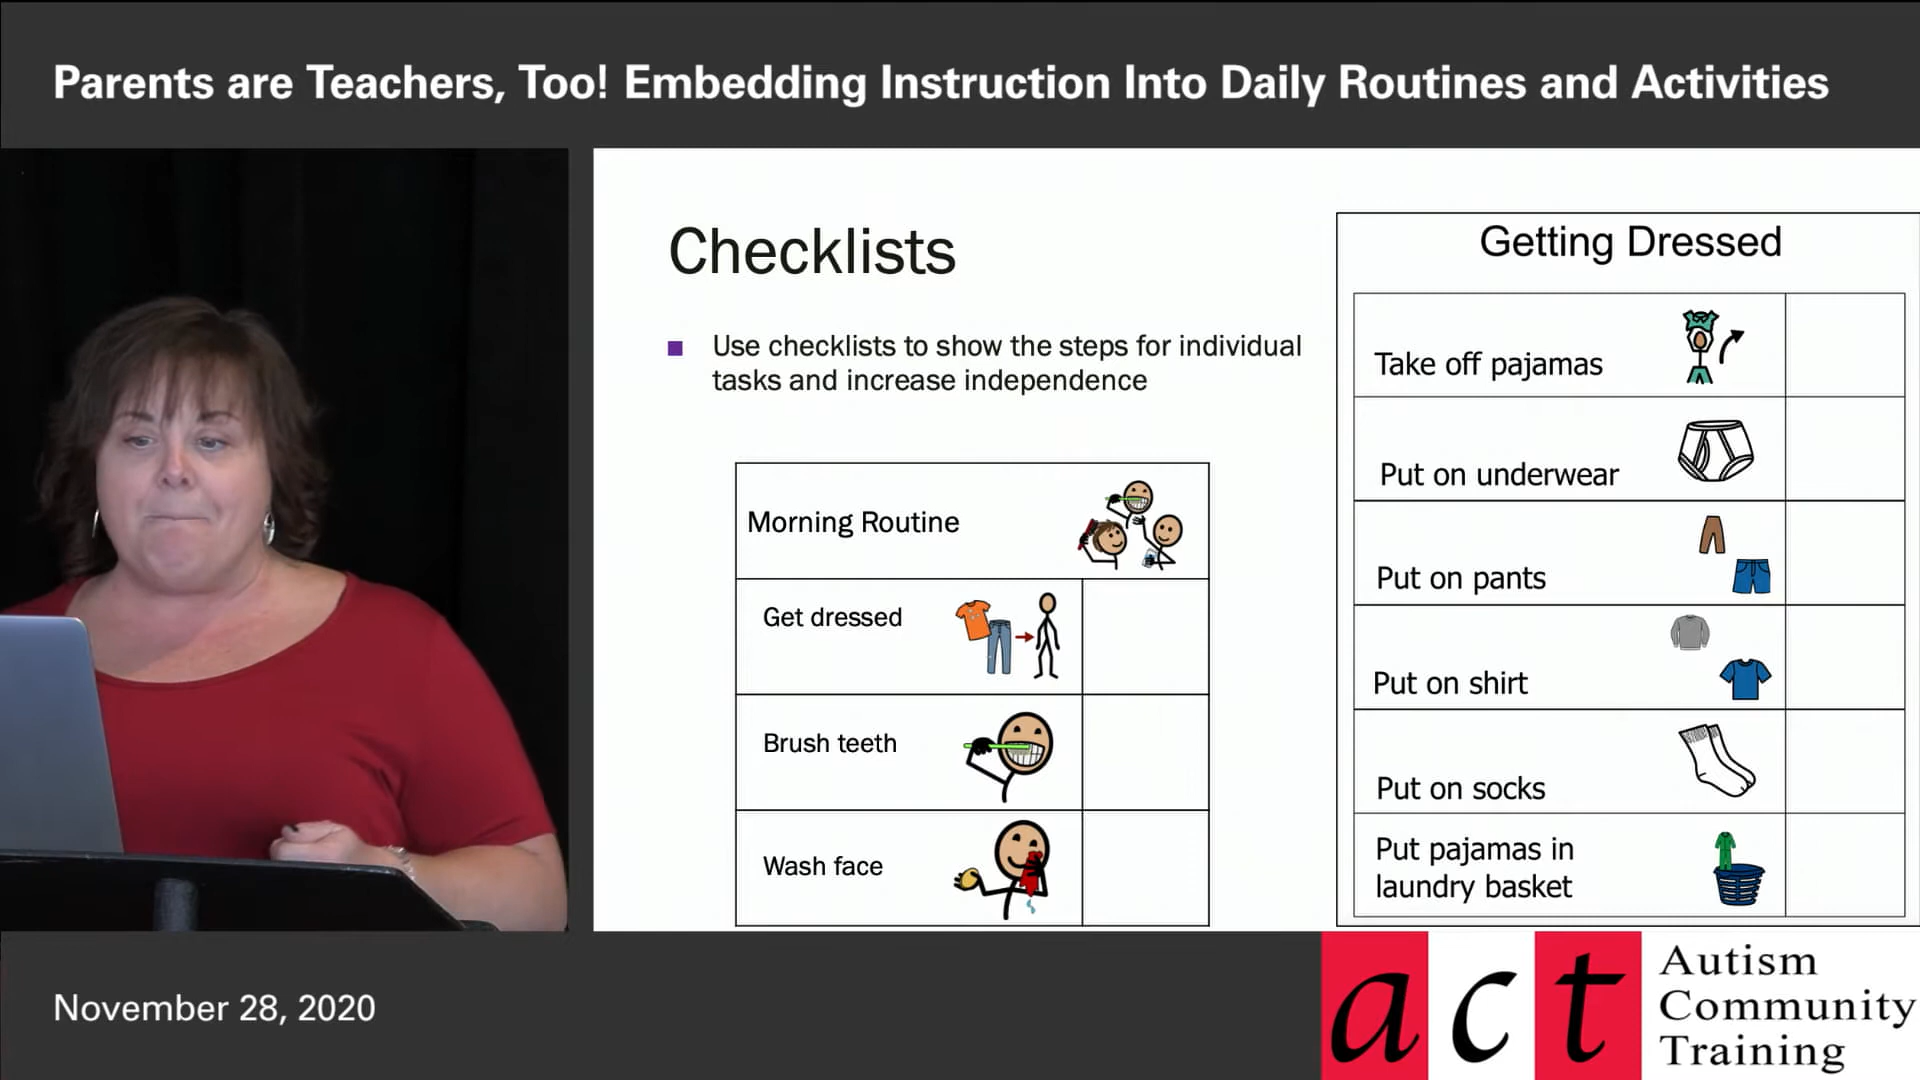 Parents are Teachers, Too! Embedding Instruction Into Daily Routines and Activities
Checklists
Use checklists to show the steps for individual
tasks and increase independence
Morning Routine
Get dressed
Brush teeth
Wash face
Getting Dressed
Take off pajamas
Put on underwear
Put on pants
Put on shirt
Put on socks
Put pajamas in
laundry basket
November 28, 2020
act
Autism
Community
Training